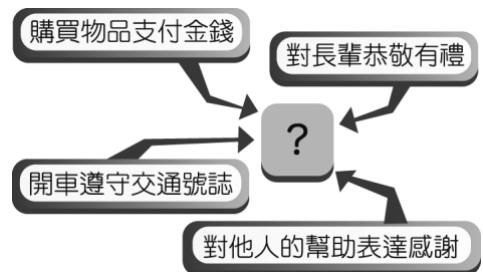 購買物品支付金錢
對長輩恭敬有禮
?
開車遵守交通號誌
對他人的幫助表達感謝